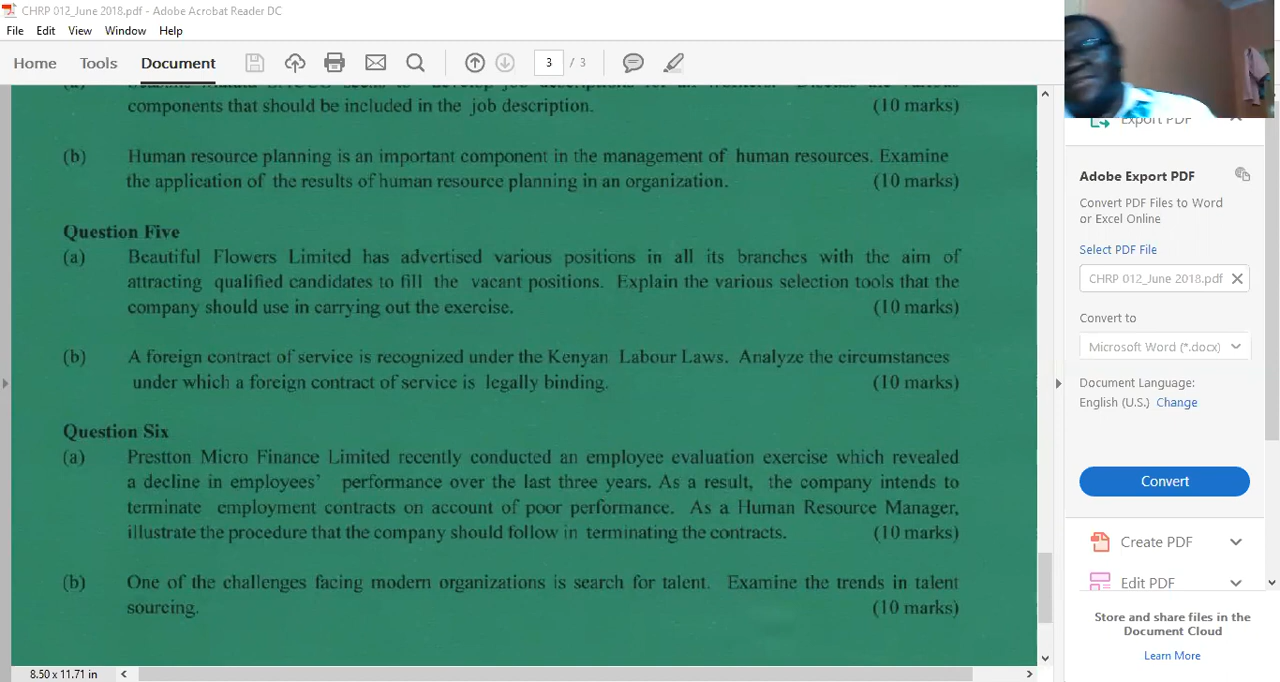 CHRP 012_June 2018.pdf - Adobe Acrobat Reader DC
File Edit View Window Help
Home Tools Document 3 / 3
components that should be included in the job description. (10 marks)
(b) Human resource planning is an important component in the management of human resources. Examine
the application of the results of human resource planning in an organization. (10 marks)
Question Five
(a) Beautiful Flowers Limited has advertised various positions in all its branches with the aim of
attracting qualified candidates to fill the vacant positions. Explain the various selection tools that the
company should use in carrying out the exercise. (10 marks)
(b) A foreign contract of service is recognized under the Kenyan Labour Laws. Analyze the circumstances
under which a foreign contract of service is legally binding. (10 marks)
Question Six
(a) Prestton Micro Finance Limited recently conducted an employee evaluation exercise which revealed
a decline in employees' performance over the last three years. As a result, the company intends to
terminate employment contracts on account of poor performance. As a Human Resource Manager,
illustrate the procedure that the company should follow in terminating the contracts. (10 marks)
(b) One of the challenges facing modern organizations is search for talent. Examine the trends in talent
sourcing. (10 marks)
8.50 x 11.71 in
Export PDF
Adobe Export PDF
Convert PDF Files to Word
or Excel Online
Select PDF File
CHRP 012_June 2018.pdf
Convert to
Microsoft Word (*.docx)
Document Language:
English (U.S.) Change
Convert
Create PDF
Edit PDF
Store and share files in the
Document Cloud
Learn More